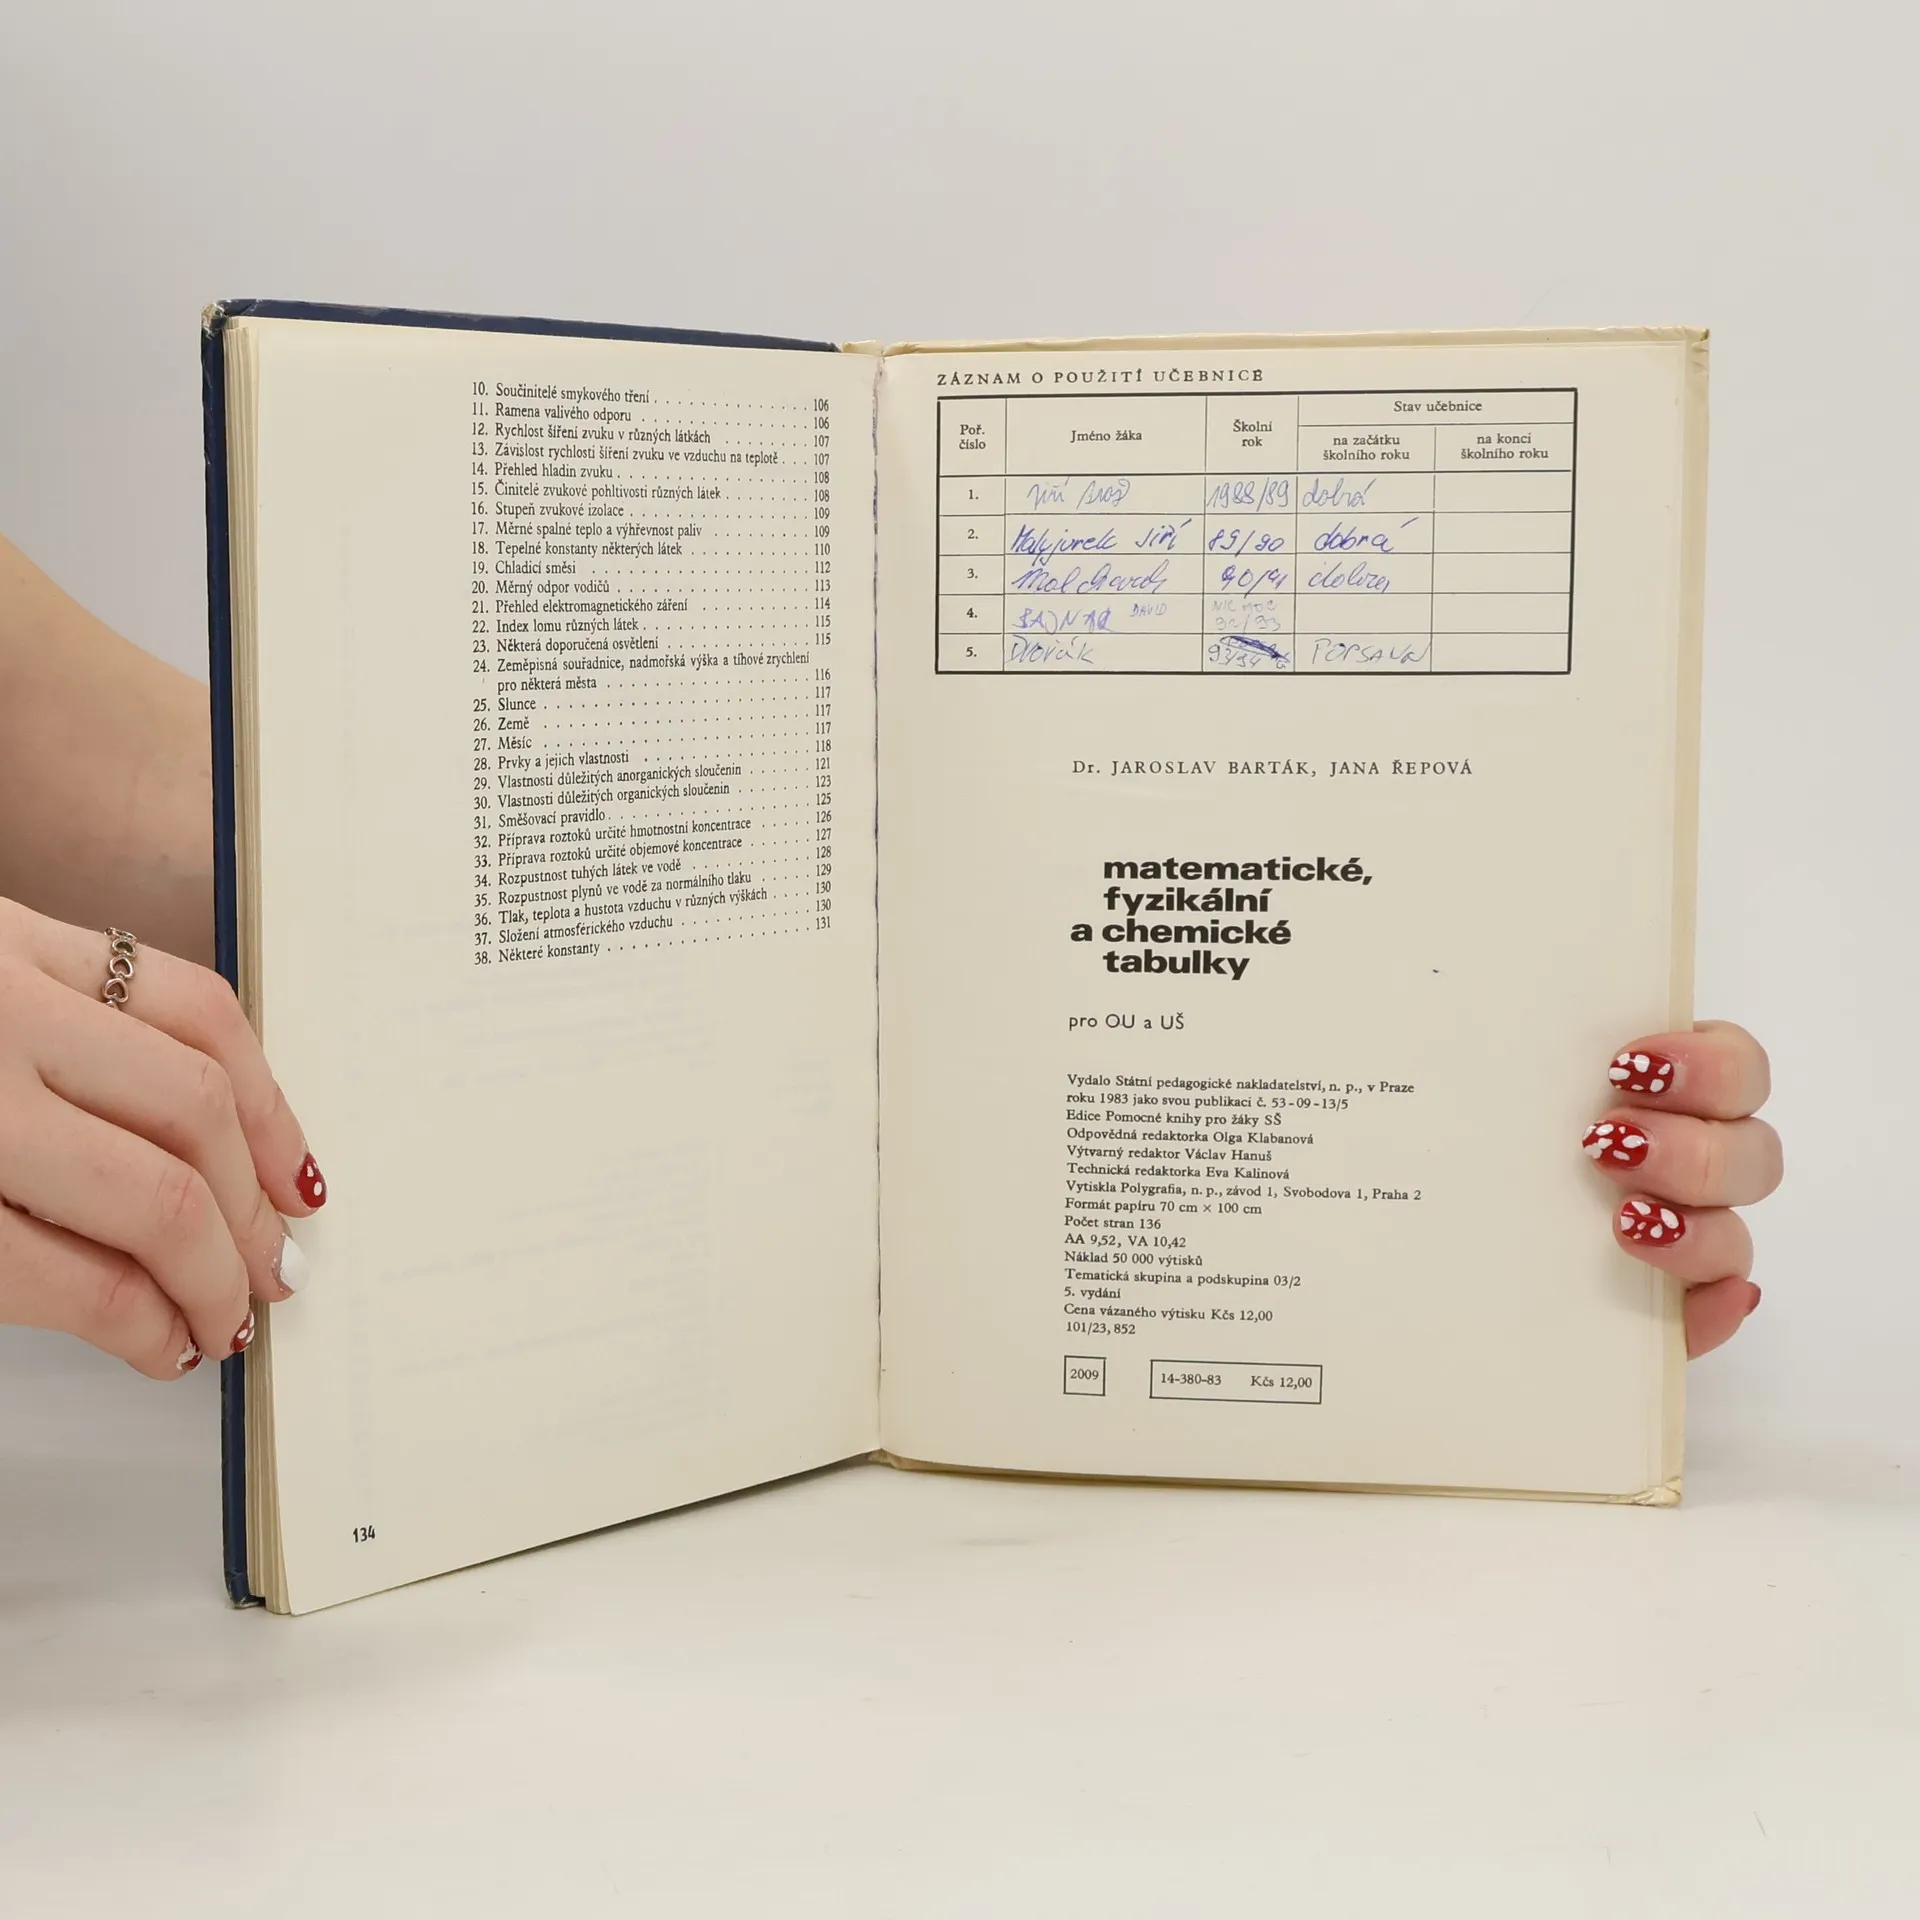 10. Součinitelé smykového tření . . . . . . . . . . . . . 106
11. Ramena valivého odporu . . . . . . . . . . . . . . 106
12. Rychlost šíření zvuku v různých látkách . . . . . . . 107
13. Závislost rychlosti šíření zvuku ve vzduchu na teplotě . . . 107
14. Přehled hladin zvuku . . . . . . . . . . . . . . . . 108
15. Činitelé zvukové pohltivosti různých látek . . . . . . . 108
16. Stupeň zvukové izolace . . . . . . . . . . . . . . . 109
17. Měrné spalné teplo a výhřevnost paliv . . . . . . . . 109
18. Tepelné konstanty některých látek . . . . . . . . . . 110
19. Chladicí směsi . . . . . . . . . . . . . . . . . . 112
20. Měrný odpor vodičů . . . . . . . . . . . . . . . . 113
21. Přehled elektromagnetického záření . . . . . . . . . 114
22. Index lomu různých látek . . . . . . . . . . . . . . 115
23. Některá doporučená osvětlení . . . . . . . . . . . . 115
24. Zeměpisná souřadnice, nadmořská výška a tíhové zrychlení
pro některá města . . . . . . . . . . . . . . . . . 116
25. Slunce . . . . . . . . . . . . . . . . . . . . . . 117
26. Země . . . . . . . . . . . . . . . . . . . . . . 117
27. Měsíc . . . . . . . . . . . . . . . . . . . . . . 117
28. Prvky a jejich vlastnosti . . . . . . . . . . . . . . 118
29. Vlastnosti důležitých anorganických sloučenin . . . . . 121
30. Vlastnosti důležitých organických sloučenin . . . . . . 123
31. Směšovací pravidlo . . . . . . . . . . . . . . . . . 125
32. Příprava roztoků určité hmotnostní koncentrace . . . . . 126
33. Příprava roztoků určité objemové koncentrace . . . . . 127
34. Rozpustnost tuhých látek ve vodě . . . . . . . . . . 128
35. Rozpustnost plynů ve vodě za normálního tlaku . . . . . 129
36. Tlak, teplota a hustota vzduchu v různých výškách . . . . 130
37. Složení atmosférického vzduchu . . . . . . . . . . . 130
38. Některé konstanty . . . . . . . . . . . . . . . . . 131
134
ZÁZNAM O POUŽITÍ UČEBNICE
Poř. číslo Jméno žáka Školní rok Stav učebnice
na začátku školního roku na konci školního roku
1. Jiří 1988/89 dobrá
2. Jiří 89/90 dobrá
3. 90/91 dobrá
4. DAVID 92/93
5. Dvořák 93/94 POPSANÁ
Dr. JAROSLAV BARTÁK, JANA ŘEPOVÁ
matematické,
fyzikální
a chemické
tabulky
pro OU a UŠ
Vydalo Státní pedagogické nakladatelství, n. p., v Praze
roku 1983 jako svou publikaci č. 53-09-13/5
Edice Pomocné knihy pro žáky SŠ
Odpovědná redaktorka Olga Klabanová
Výtvarný redaktor Václav Hanuš
Technická redaktorka Eva Kalinová
Vytiskla Polygrafia, n. p., závod 1, Svobodova 1, Praha 2
Formát papíru 70 cm × 100 cm
Počet stran 136
AA 9,52, VA 10,42
Náklad 50 000 výtisků
Tematická skupina a podskupina 03/2
5. vydání
Cena vázaného výtisku Kčs 12,00
101/23, 852
2009 14-380-83 Kčs 12,00